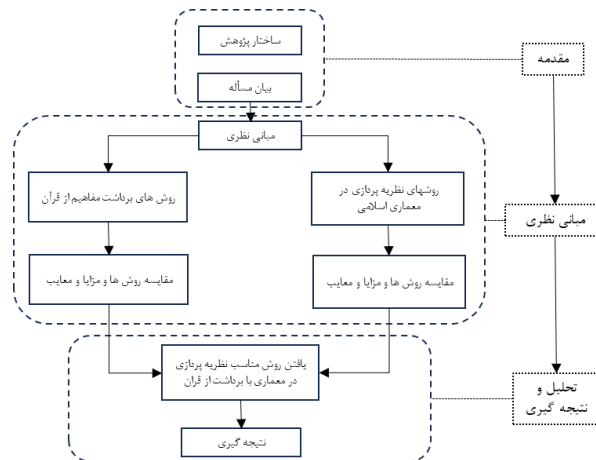 ساختار پژوهش
مقدمه
بیان مسأله
مبانی نظری
روشهای نظریه پردازی در
معماری اسلامی
روش های برداشت مفاهیم از قرآن
مبانی نظری
مقایسه روش ها و مزایا و معایب
مقایسه روش ها و مزایا و معایب
یافتن روش مناسب نظریه پردازی
در معماری با برداشت از قران
تحلیل و
نتیجه گیری
نتیجه گیری